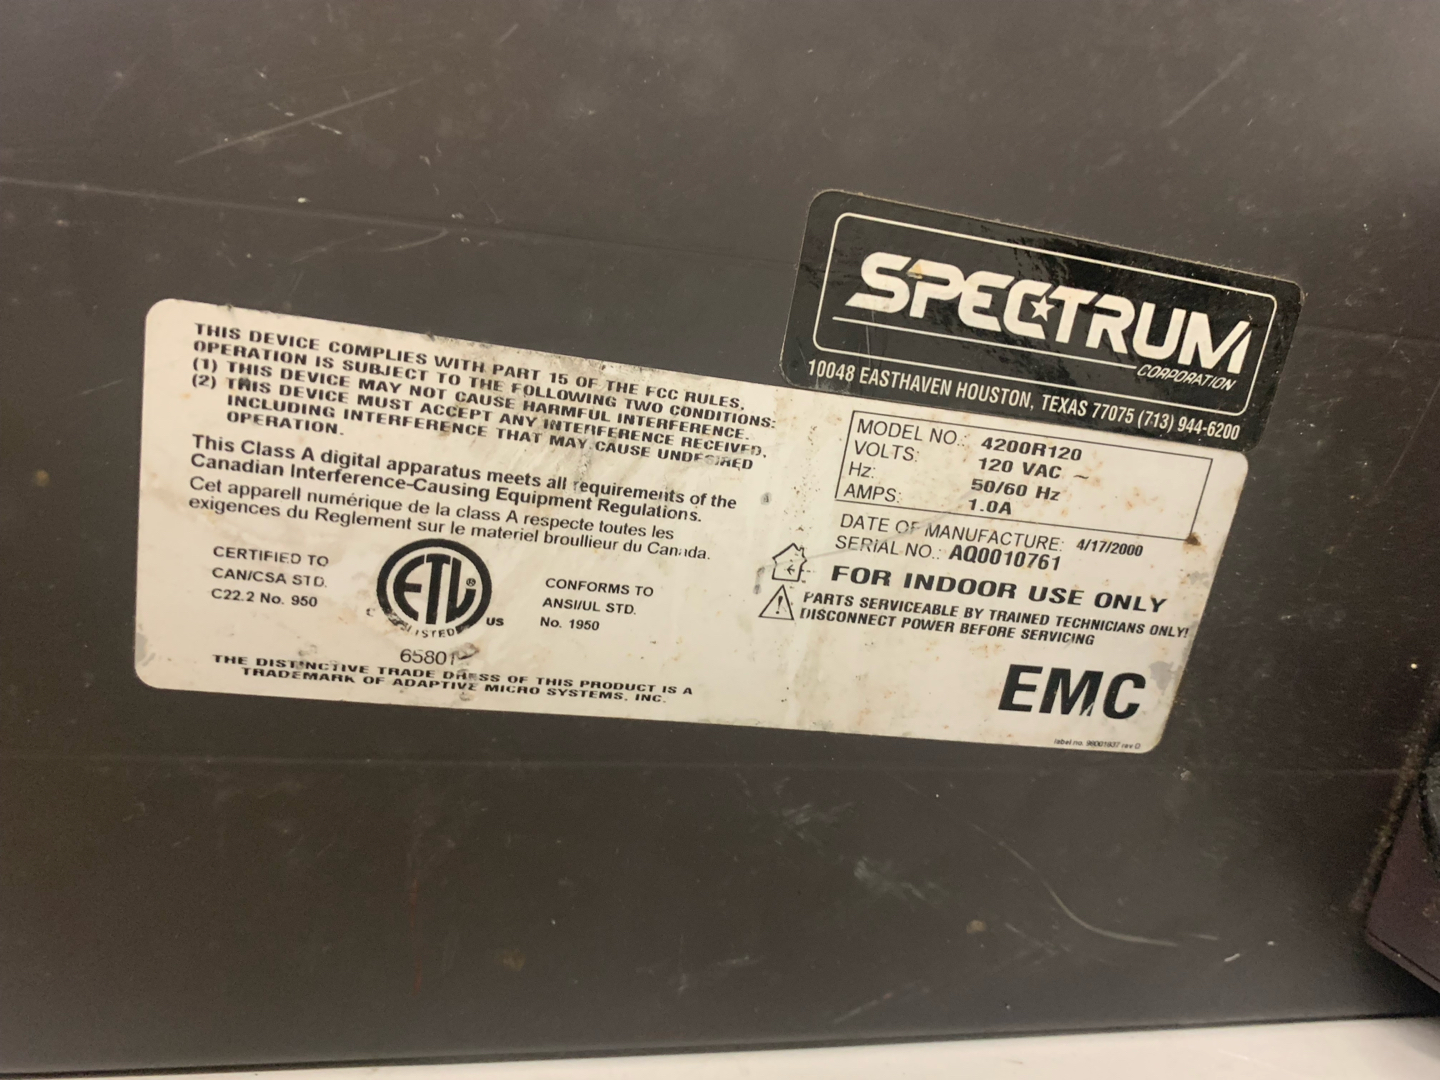 SPECTRUM
CORPORATION
10048 EASTHAVEN HOUSTON, TEXAS 77075 (713) 944-6200
THIS DEVICE COMPLIES WITH PART 15 OF THE FCC RULES.
OPERATION IS SUBJECT TO THE FOLLOWING TWO CONDITIONS:
(1) THIS DEVICE MAY NOT CAUSE HARMFUL INTERFERENCE.
(2) THIS DEVICE MUST ACCEPT ANY INTERFERENCE RECEIVED,
INCLUDING INTERFERENCE THAT MAY CAUSE UNDESIRED
OPERATION.
This Class A digital apparatus meets all requirements of the
Canadian Interference-Causing Equipment Regulations.
Cet appareil numérique de la class A respecte toutes les
exigences du Reglement sur le materiel broullieur du Canada.
CERTIFIED TO
CAN/CSA STD.
C22.2 No. 950
ETL ®
C US
LISTED
65801
CONFORMS TO
ANSI/UL STD.
No. 1950
THE DISTINCTIVE TRADE DRESS OF THIS PRODUCT IS A
TRADEMARK OF ADAPTIVE MICRO SYSTEMS, INC.
MODEL NO.: 4200R120
VOLTS: 120 VAC ~
Hz: 50/60 Hz
AMPS: 1.0A
DATE OF MANUFACTURE: 4/17/2000
SERIAL NO.: AQ0010761
FOR INDOOR USE ONLY
PARTS SERVICEABLE BY TRAINED TECHNICIANS ONLY!
DISCONNECT POWER BEFORE SERVICING
EMC
label no. 96001937 rev D